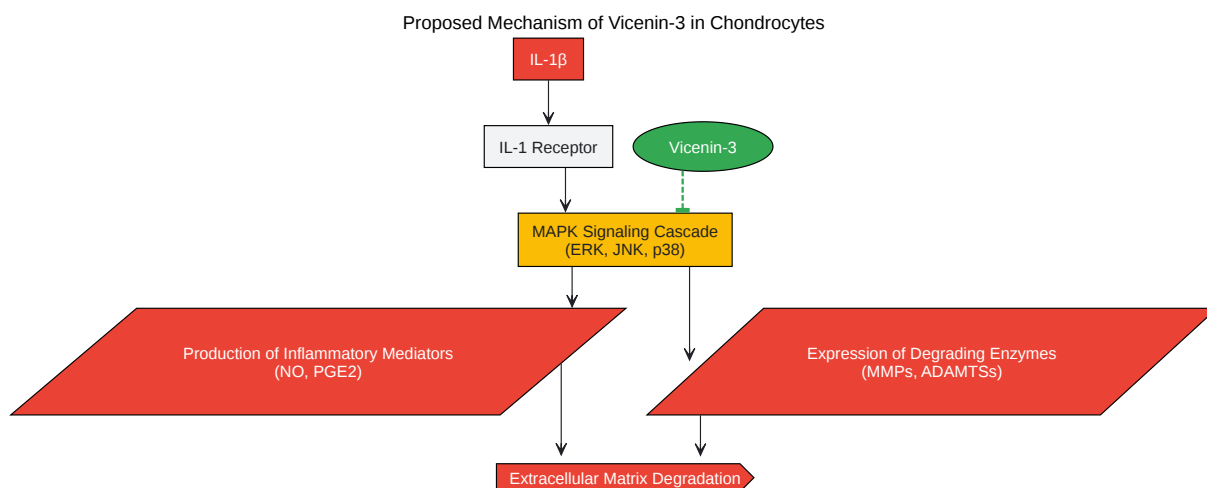 Proposed Mechanism of Vicenin-3 in Chondrocytes
IL-1β
IL-1 Receptor
Vicenin-3
MAPK Signaling Cascade
(ERK, JNK, p38)
Production of Inflammatory Mediators
(NO, PGE2)
Expression of Degrading Enzymes
(MMPs, ADAMTSs)
Extracellular Matrix Degradation